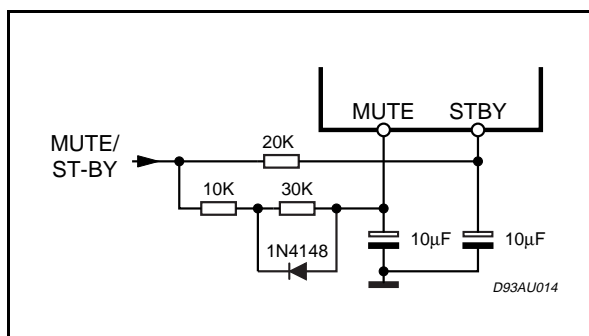 MUTE STBY
MUTE/
ST-BY
20K
10K 30K
1N4148
10μF 10μF
D93AU014